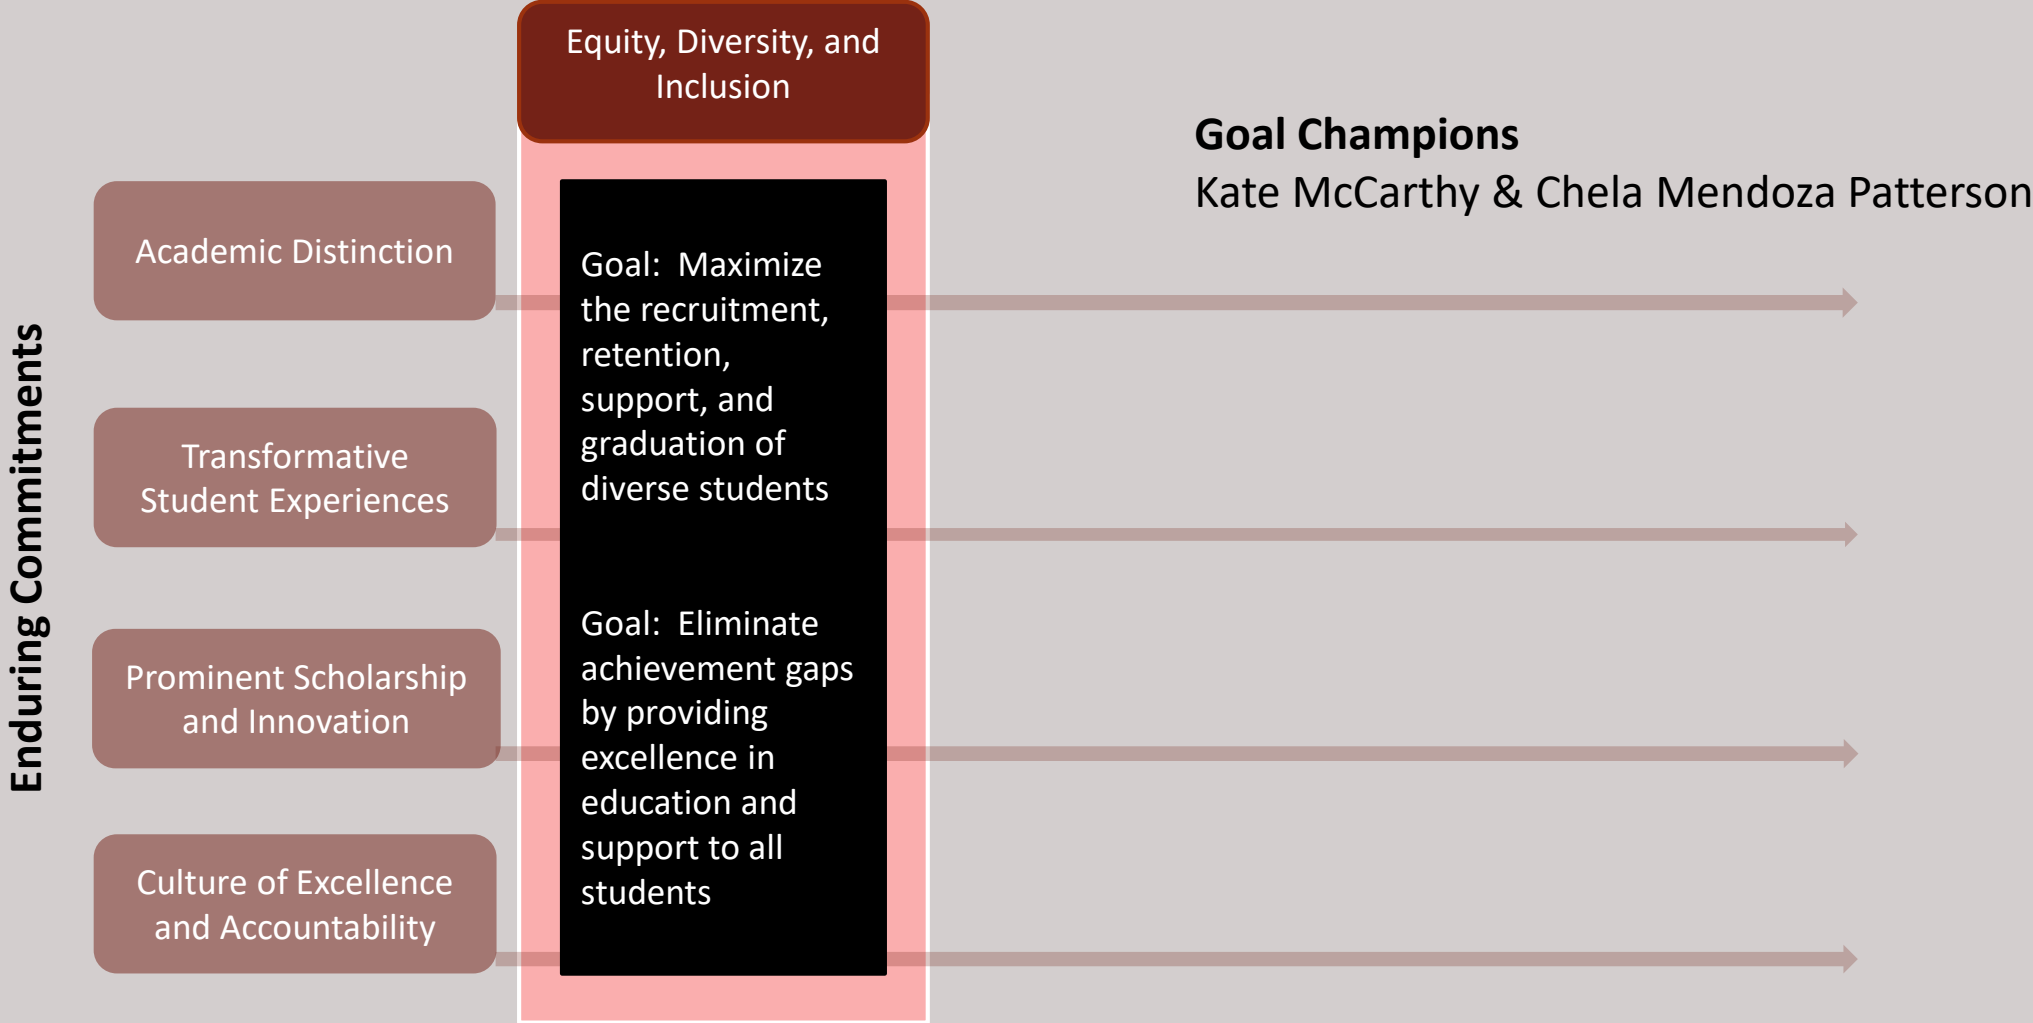 Equity, Diversity, and
Inclusion
Goal Champions
Kate McCarthy & Chela Mendoza Patterson
Enduring Commitments
Academic Distinction
Transformative
Student Experiences
Prominent Scholarship
and Innovation
Culture of Excellence
and Accountability
Goal:  Maximize
the recruitment,
retention,
support, and
graduation of
diverse students
Goal:  Eliminate
achievement gaps
by providing
excellence in
education and
support to all
students